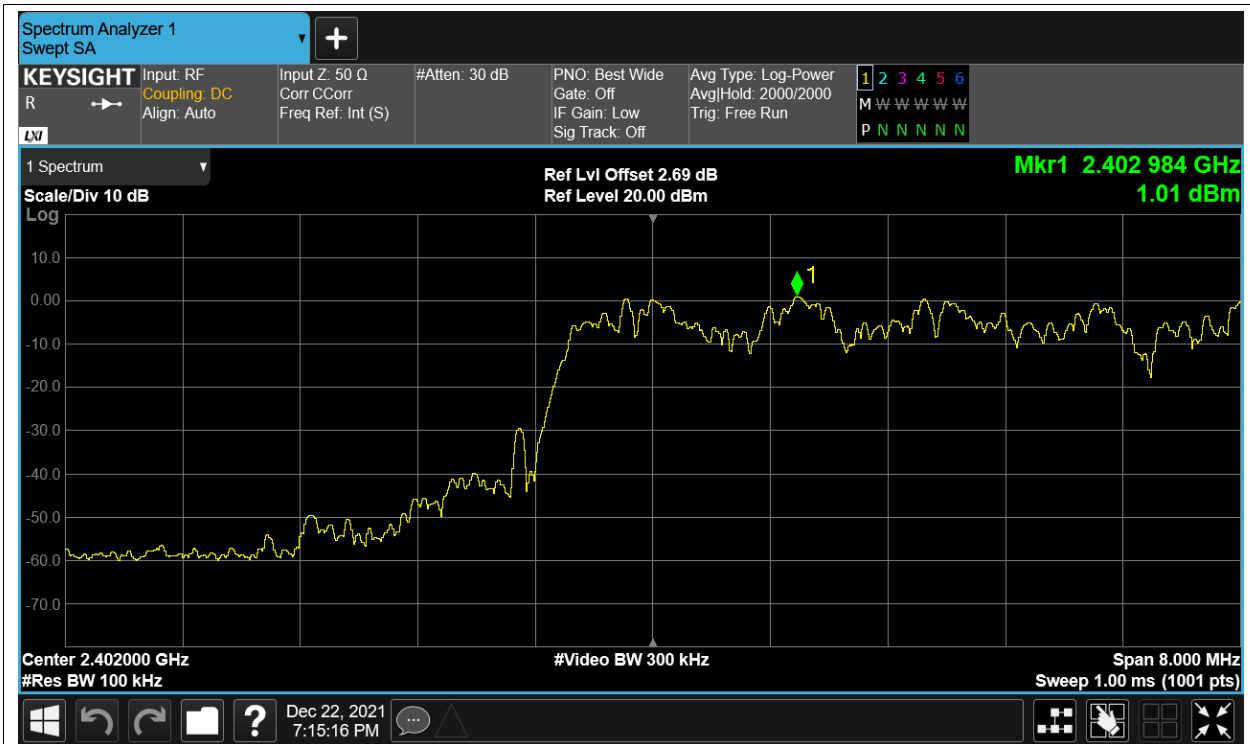 Spectrum Analyzer 1
Swept SA
KEYSIGHT
R
LXI
Input: RF
Coupling: DC
Align: Auto
Input Z: 50 Ω
Corr CCorr
Freq Ref: Int (S)
#Atten: 30 dB
PNO: Best Wide
Gate: Off
IF Gain: Low
Sig Track: Off
Avg Type: Log-Power
Avg|Hold: 2000/2000
Trig: Free Run
1 2 3 4 5 6
M W W W W W
P N N N N N
1 Spectrum
Scale/Div 10 dB
Log
Ref Lvl Offset 2.69 dB
Ref Level 20.00 dBm
Mkr1 2.402 984 GHz
1.01 dBm
10.0
0.00
-10.0
-20.0
-30.0
-40.0
-50.0
-60.0
-70.0
1
Center 2.402000 GHz
#Res BW 100 kHz
#Video BW 300 kHz
Span 8.000 MHz
Sweep 1.00 ms (1001 pts)
?
Dec 22, 2021
7:15:16 PM